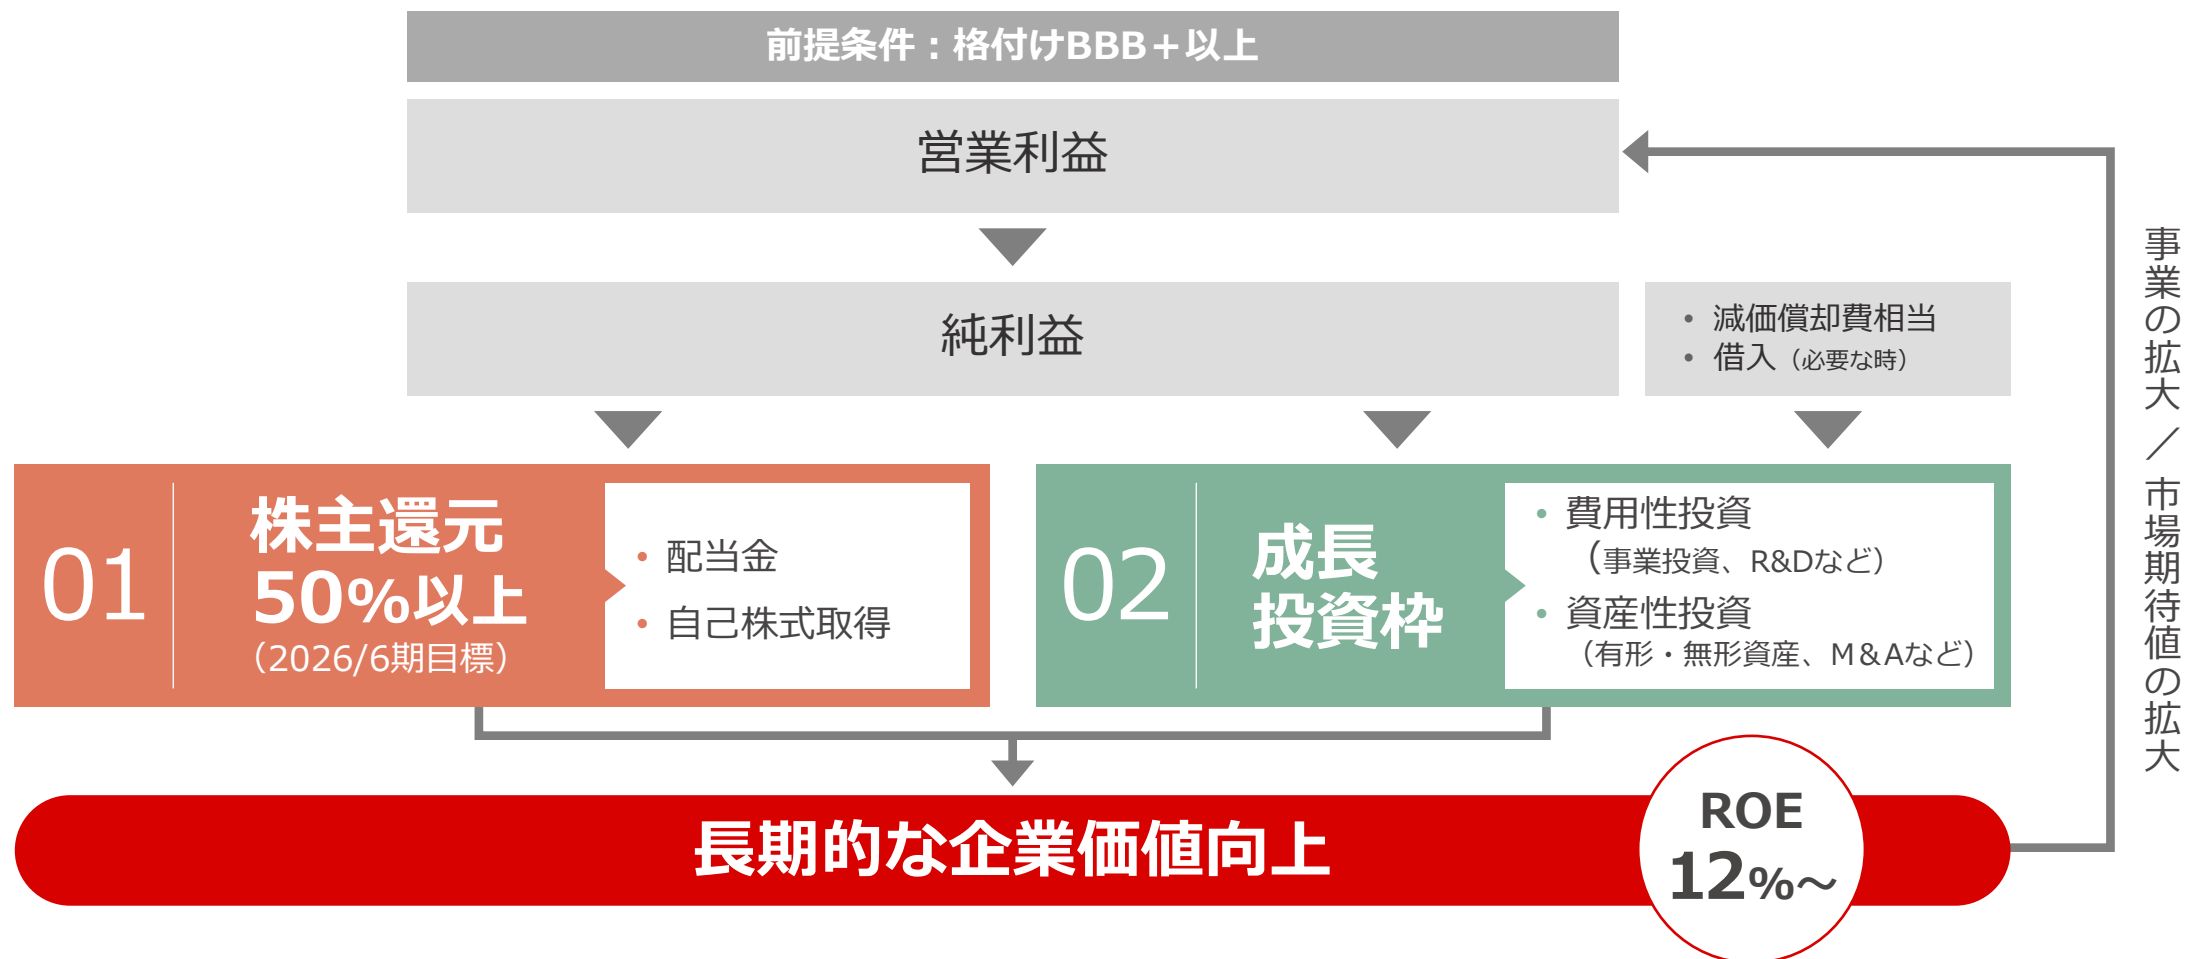 前提条件：格付けBBB＋以上
営業利益
純利益
• 減価償却費相当
• 借入（必要な時）
01
株主還元
50%以上
（2026/6期目標）
• 配当金
• 自己株式取得
02
成長
投資枠
• 費用性投資
（事業投資、R&Dなど）
• 資産性投資
（有形・無形資産、M＆Aなど）
長期的な企業価値向上
ROE
12%～
事業の拡大／市場期待値の拡大